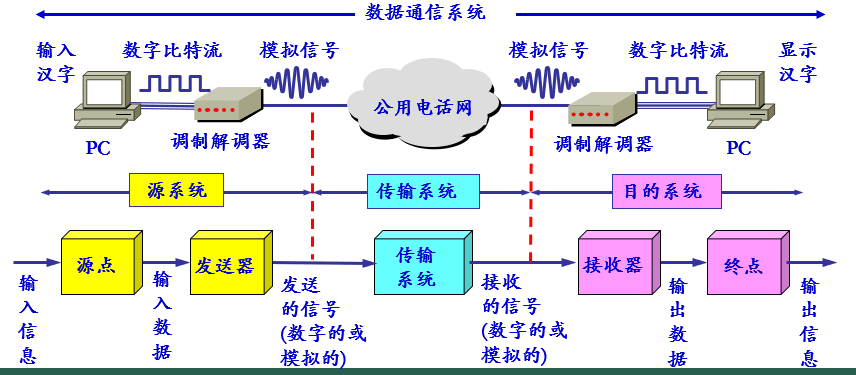 数据通信系统
输入
汉字
数字比特流
模拟信号
模拟信号
数字比特流
显示
汉字
公用电话网
PC
调制解调器
调制解调器
PC
源系统
传输系统
目的系统
源点
发送器
传输
系统
接收器
终点
输
入
信
息
输
入
数
据
发送
的信号
(数字的或
模拟的)
接收
的信号
(数字的或
模拟的)
输
出
数
据
输
出
信
息